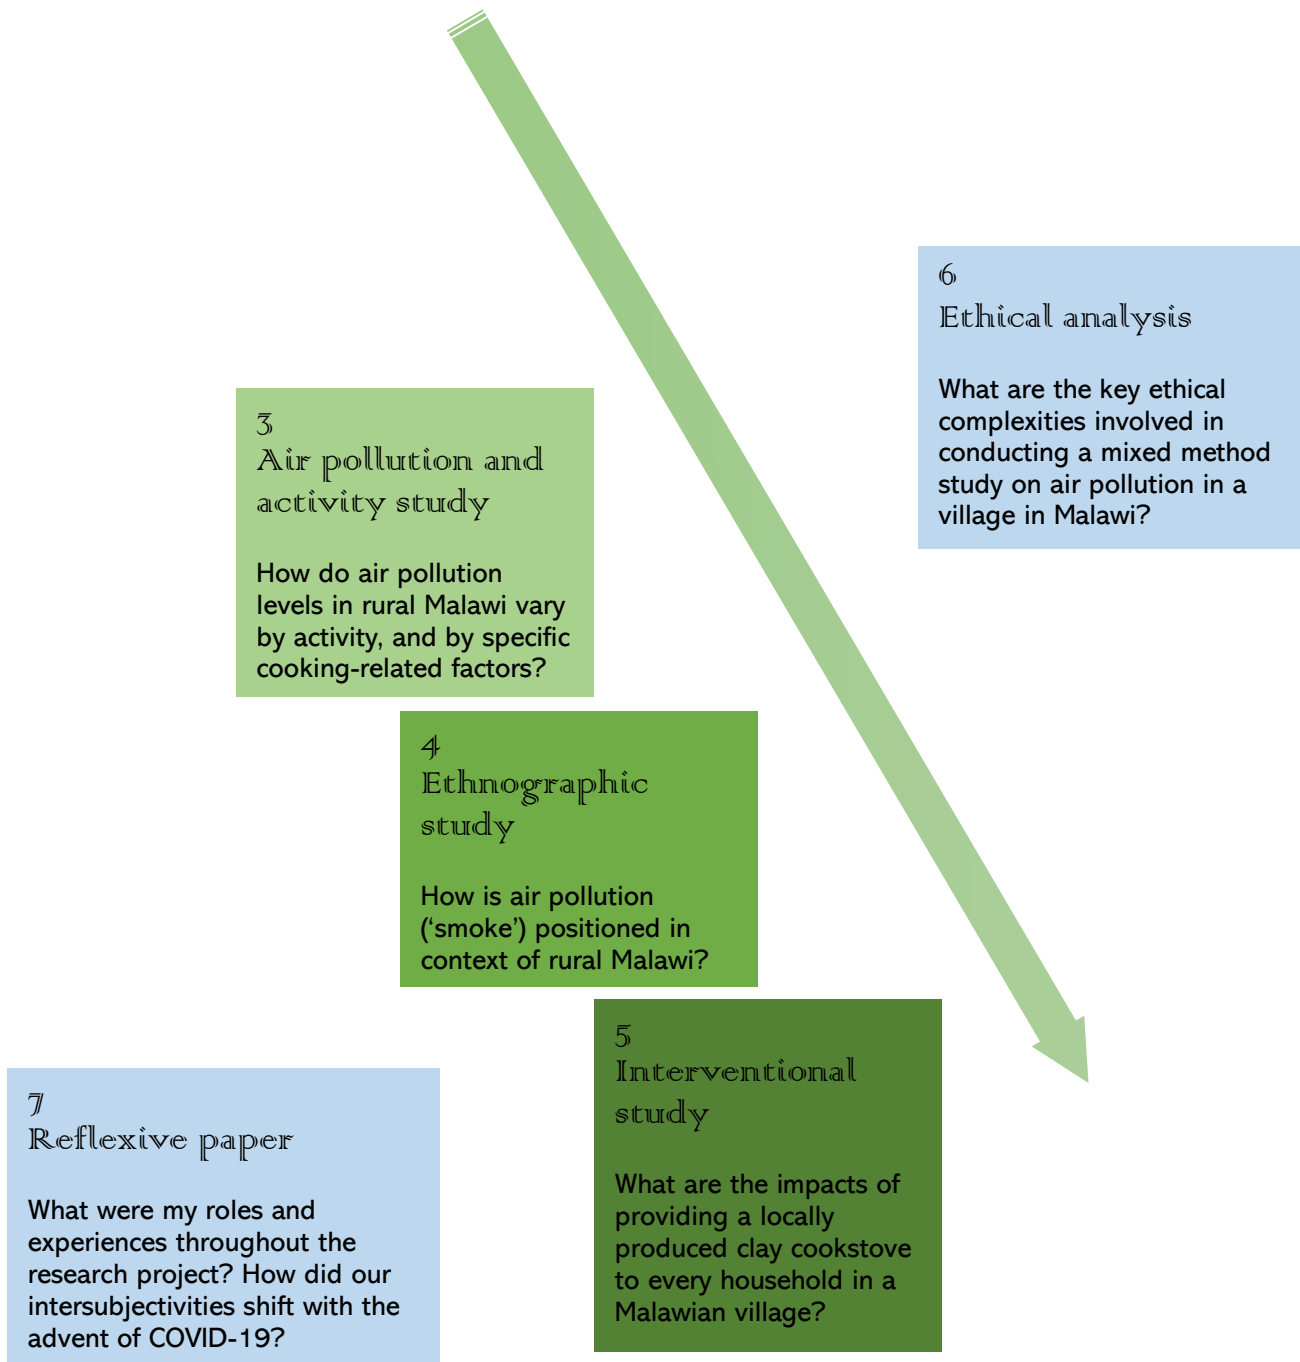 3
Air pollution and
activity study
How do air pollution
levels in rural Malawi vary
by activity, and by specific
cooking-related factors?
4
Ethnographic
study
How is air pollution
(‘smoke’) positioned in
context of rural Malawi?
5
Interventional
study
What are the impacts of
providing a locally
produced clay cookstove
to every household in a
Malawian village?
6
Ethical analysis
What are the key ethical
complexities involved in
conducting a mixed method
study on air pollution in a
village in Malawi?
7
Reflexive paper
What were my roles and
experiences throughout the
research project? How did our
intersubjectivities shift with the
advent of COVID-19?